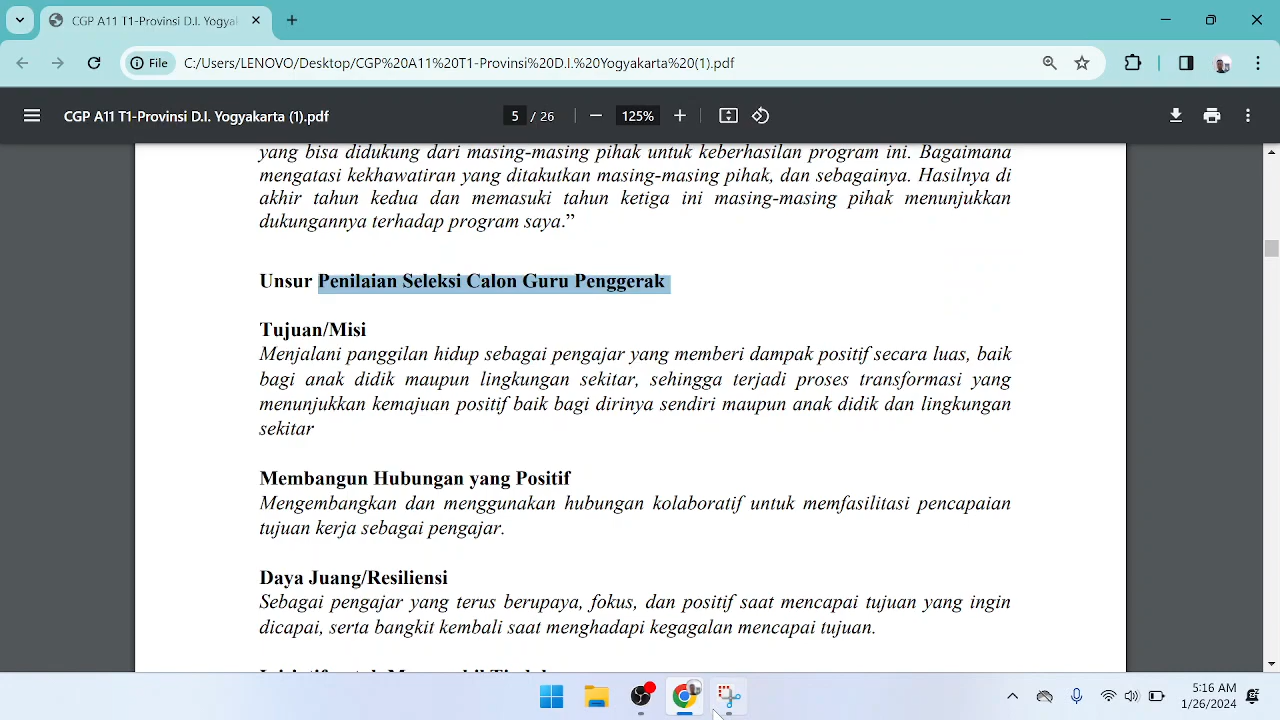 CGP A11 T1-Provinsi D.I. Yogyaka
File
C:/Users/LENOVO/Desktop/CGP%20A11%20T1-Provinsi%20D.I.%20Yogyakarta%20(1).pdf
CGP A11 T1-Provinsi D.I. Yogyakarta (1).pdf
5 / 26
125%
yang bisa didukung dari masing-masing pihak untuk keberhasilan program ini. Bagaimana
mengatasi kekhawatiran yang ditakutkan masing-masing pihak, dan sebagainya. Hasilnya di
akhir tahun kedua dan memasuki tahun ketiga ini masing-masing pihak menunjukkan
dukungannya terhadap program saya.”
Unsur Penilaian Seleksi Calon Guru Penggerak
Tujuan/Misi
Menjalani panggilan hidup sebagai pengajar yang memberi dampak positif secara luas, baik
bagi anak didik maupun lingkungan sekitar, sehingga terjadi proses transformasi yang
menunjukkan kemajuan positif baik bagi dirinya sendiri maupun anak didik dan lingkungan
sekitar
Membangun Hubungan yang Positif
Mengembangkan dan menggunakan hubungan kolaboratif untuk memfasilitasi pencapaian
tujuan kerja sebagai pengajar.
Daya Juang/Resiliensi
Sebagai pengajar yang terus berupaya, fokus, dan positif saat mencapai tujuan yang ingin
dicapai, serta bangkit kembali saat menghadapi kegagalan mencapai tujuan.
5:16 AM
1/26/2024